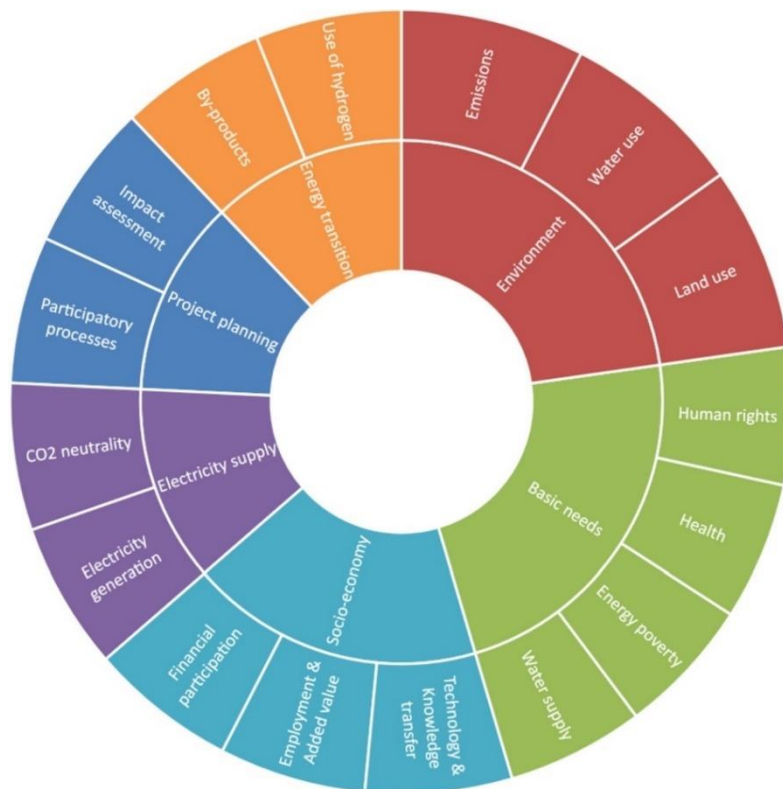 Environment
Emissions
Water use
Land use
Basic needs
Human rights
Health
Energy poverty
Water supply
Socio-economy
Technology &
Knowledge
transfer
Employment &
Added value
Financial
participation
Electricity supply
Electricity
generation
CO2 neutrality
Project planning
Participatory
processes
Impact
assessment
Energy transition
By-products
Use of hydrogen